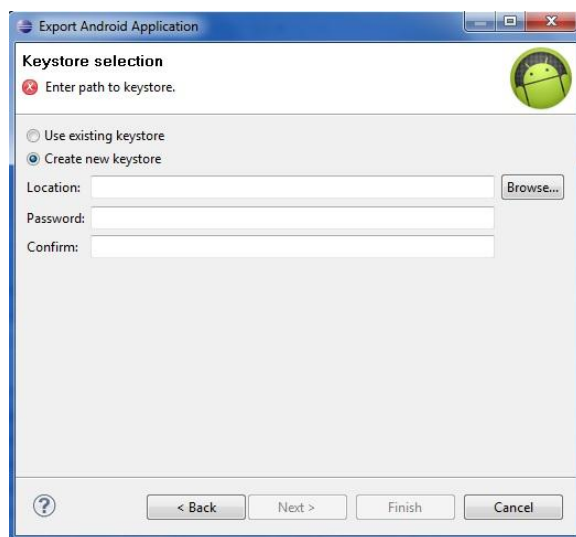 Export Android Application
Keystore selection
Enter path to keystore.
Use existing keystore
Create new keystore
Location:
Browse...
Password:
Confirm:
?
< Back
Next >
Finish
Cancel